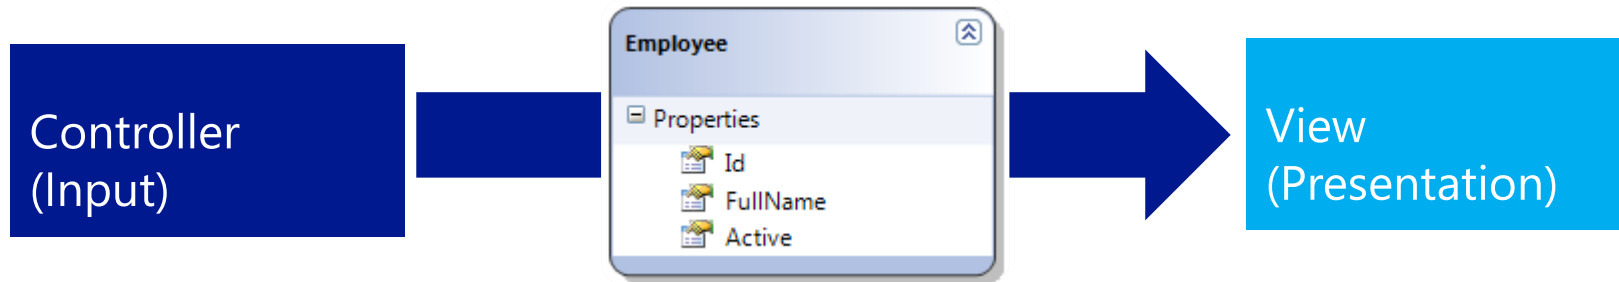 Controller
(Input)
Employee
Properties
Id
FullName
Active
View
(Presentation)